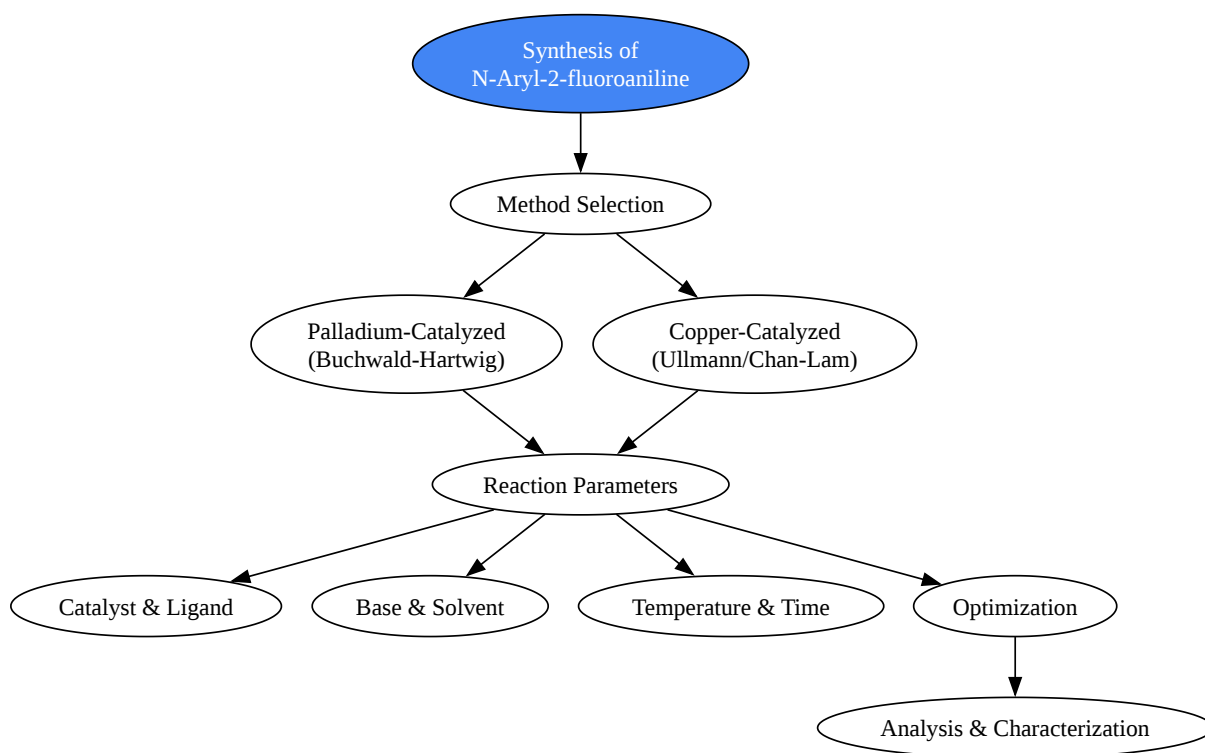 Synthesis of
N-Aryl-2-fluoroaniline
Method Selection
Palladium-Catalyzed
(Buchwald-Hartwig)
Copper-Catalyzed
(Ullmann/Chan-Lam)
Reaction Parameters
Catalyst & Ligand
Base & Solvent
Temperature & Time
Optimization
Analysis & Characterization